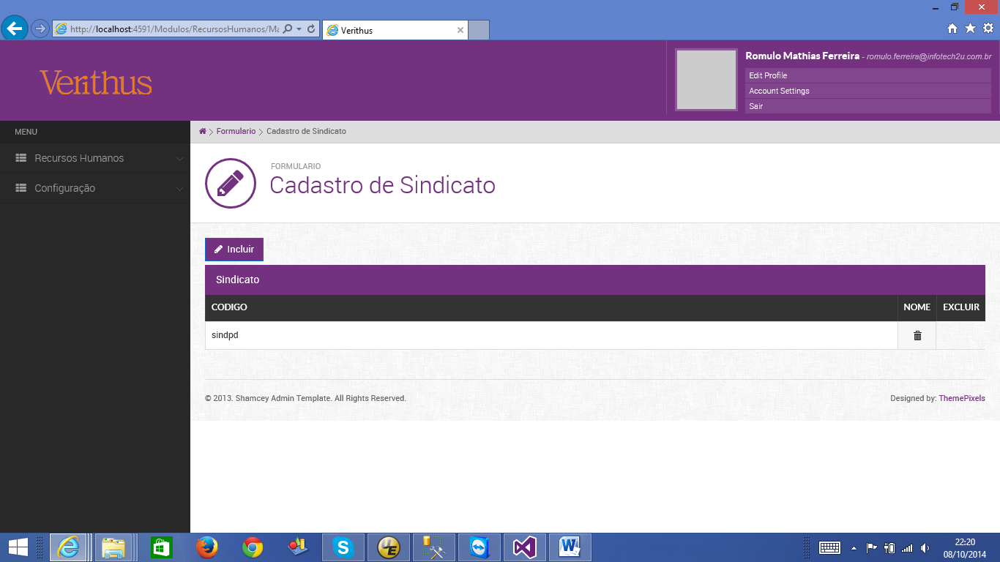 http://localhost:4591/Modulos/RecursosHumanos/Ma
Verithus
Verithus
Romulo Mathias Ferreira - romulo.ferreira@infotech2u.com.br
Edit Profile
Account Settings
Sair
MENU
Recursos Humanos
Configuração
Formulario
Cadastro de Sindicato
FORMULARIO
Cadastro de Sindicato
Incluir
Sindicato
CODIGO NOME EXCLUIR
sindpd
© 2013. Shamcey Admin Template. All Rights Reserved.
Designed by: ThemePixels
22:20
08/10/2014